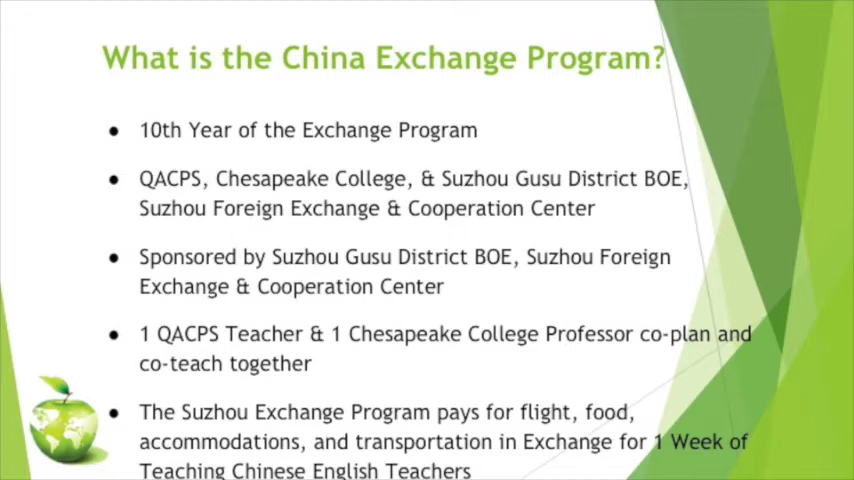 What is the China Exchange Program?
● 10th Year of the Exchange Program
● QACPS, Chesapeake College, & Suzhou Gusu District BOE,
Suzhou Foreign Exchange & Cooperation Center
● Sponsored by Suzhou Gusu District BOE, Suzhou Foreign
Exchange & Cooperation Center
● 1 QACPS Teacher & 1 Chesapeake College Professor co-plan and
co-teach together
● The Suzhou Exchange Program pays for flight, food,
accommodations, and transportation in Exchange for 1 Week of
Teaching Chinese English Teachers